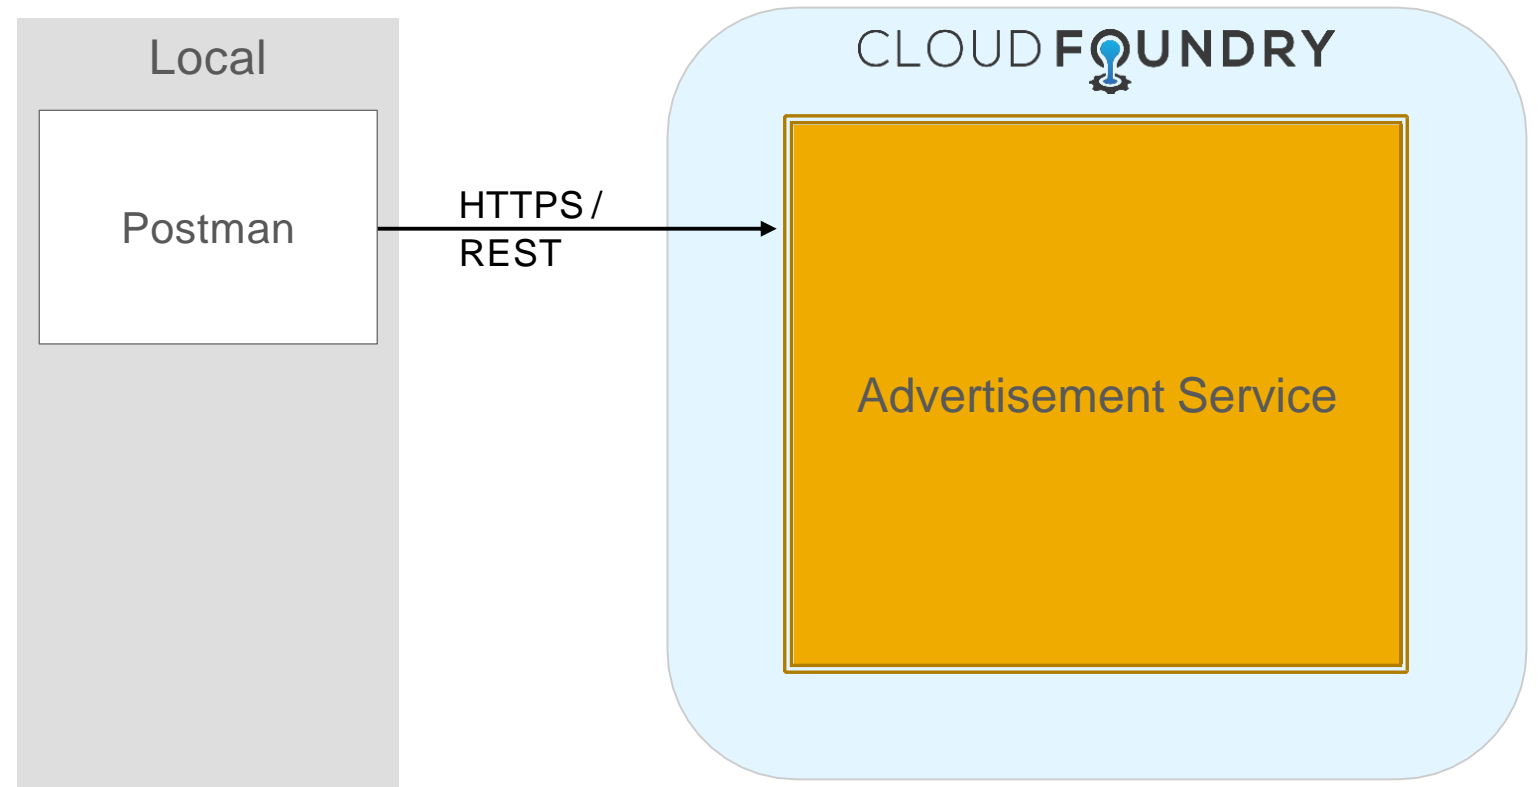 Local
CLOUD FOUNDRY
Postman
HTTPS /
REST
Advertisement Service